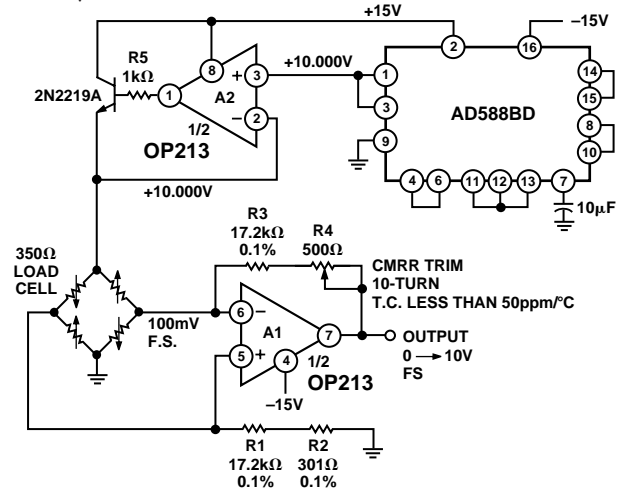 +15V
–15V
R5
1kΩ
2N2219A
8
1
+ 3
A2
– 2
1/2
OP213
+10.000V
+10.000V
2
16
1
3
9
14
15
8
10
AD588BD
4
6
11
12
13
7
10µF
350Ω
LOAD
CELL
100mV
F.S.
R3
17.2kΩ
0.1%
R4
500Ω
CMRR TRIM
10-TURN
T.C. LESS THAN 50ppm/°C
6 –
A1
5 +
7
4
1/2
OP213
–15V
OUTPUT
0 → 10V
FS
R1
17.2kΩ
0.1%
R2
301Ω
0.1%